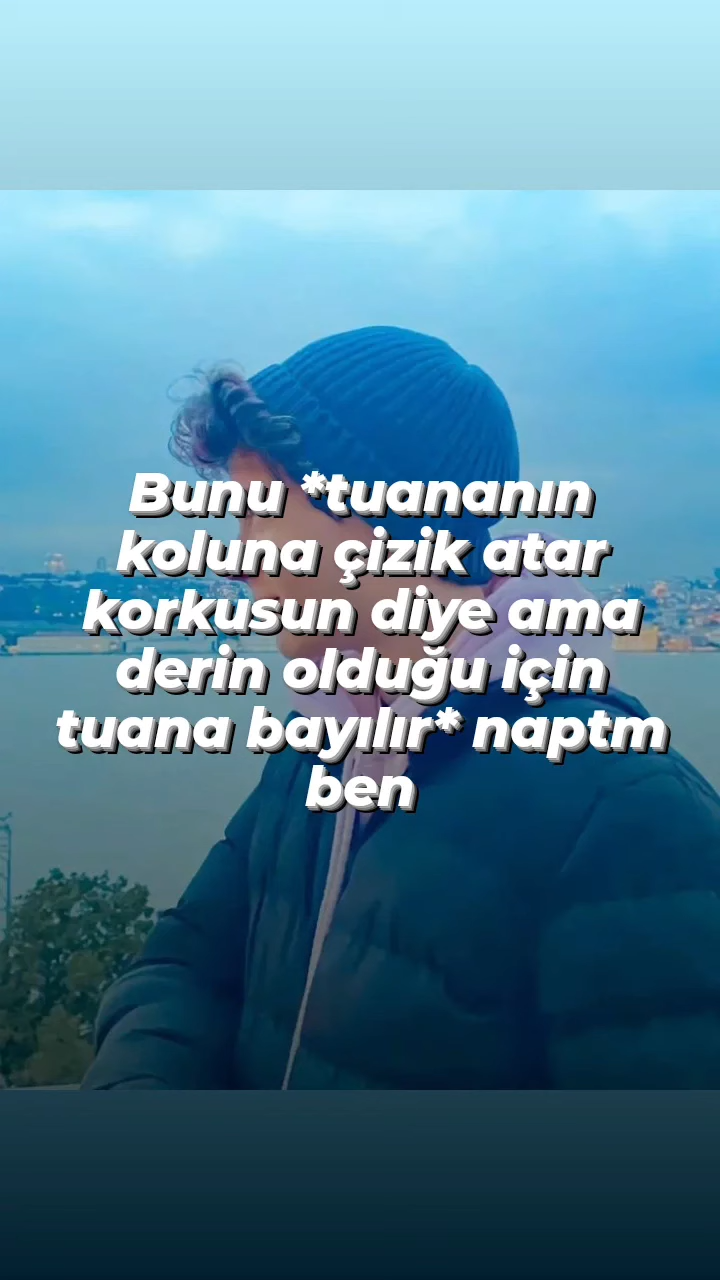 Bunu *tuananın
koluna çizik atar
korkusun diye ama
derin olduğu için
tuana bayılır* naptm
ben